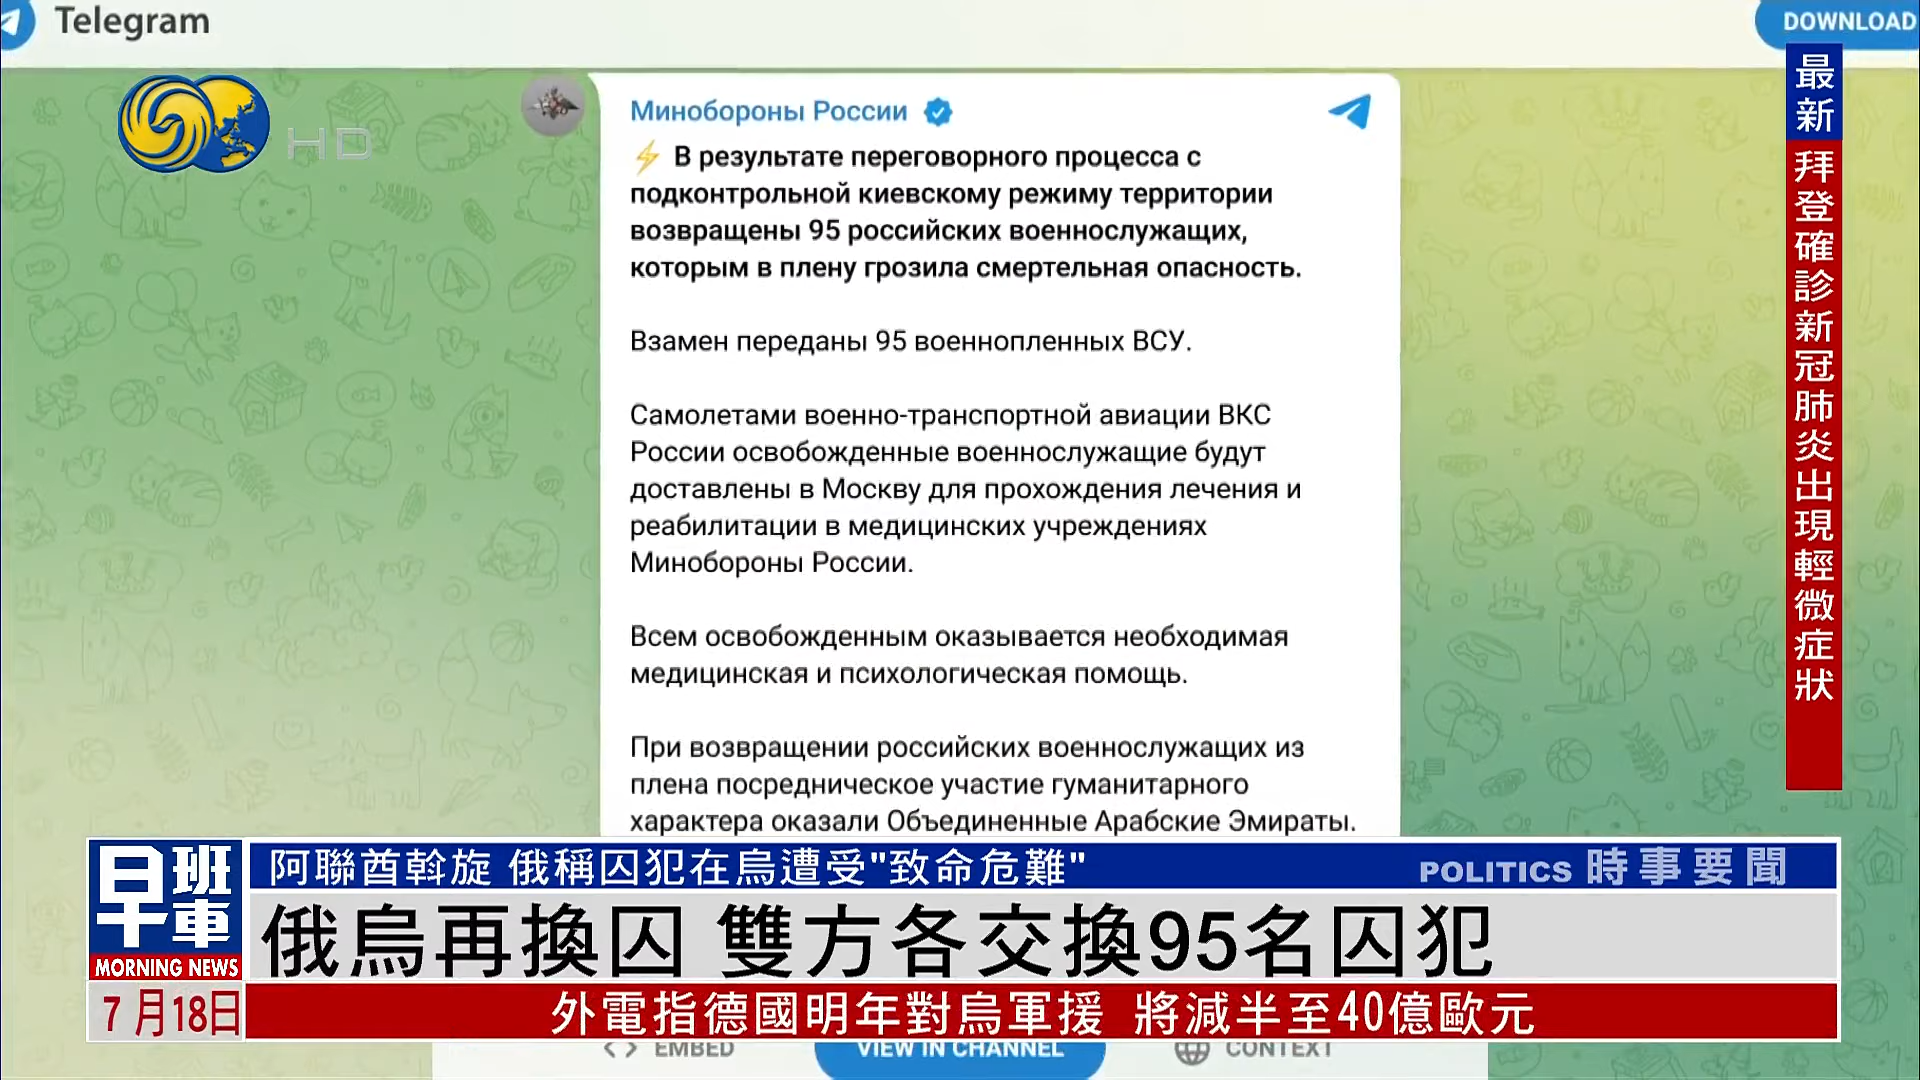 Telegram
DOWNLOAD
HD
Минобороны России
⚡ В результате переговорного процесса с
подконтрольной киевскому режиму территории
возвращены 95 российских военнослужащих,
которым в плену грозила смертельная опасность.
Взамен переданы 95 военнопленных ВСУ.
Самолетами военно-транспортной авиации ВКС
России освобожденные военнослужащие будут
доставлены в Москву для прохождения лечения и
реабилитации в медицинских учреждениях
Минобороны России.
Всем освобожденным оказывается необходимая
медицинская и психологическая помощь.
При возвращении российских военнослужащих из
плена посредническое участие гуманитарного
характера оказали Объединенные Арабские Эмираты.
最新
拜登確診新冠肺炎出現輕微症狀
早班車
MORNING NEWS
7月18日
阿聯酋斡旋 俄稱囚犯在烏遭受"致命危難"
POLITICS 時事要聞
俄烏再換囚 雙方各交換95名囚犯
外電指德國明年對烏軍援 將減半至40億歐元
EMBED
VIEW IN CHANNEL
CONTEXT